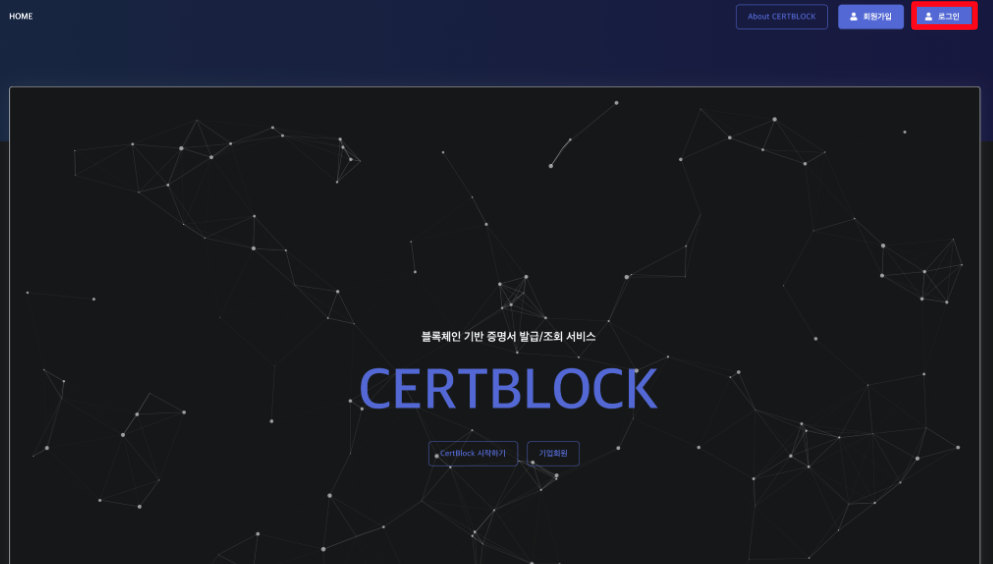 HOME
About CERTBLOCK
회원가입
로그인
블록체인 기반 증명서 발급/조회 서비스
CERTBLOCK
CertBlock 시작하기
기업회원